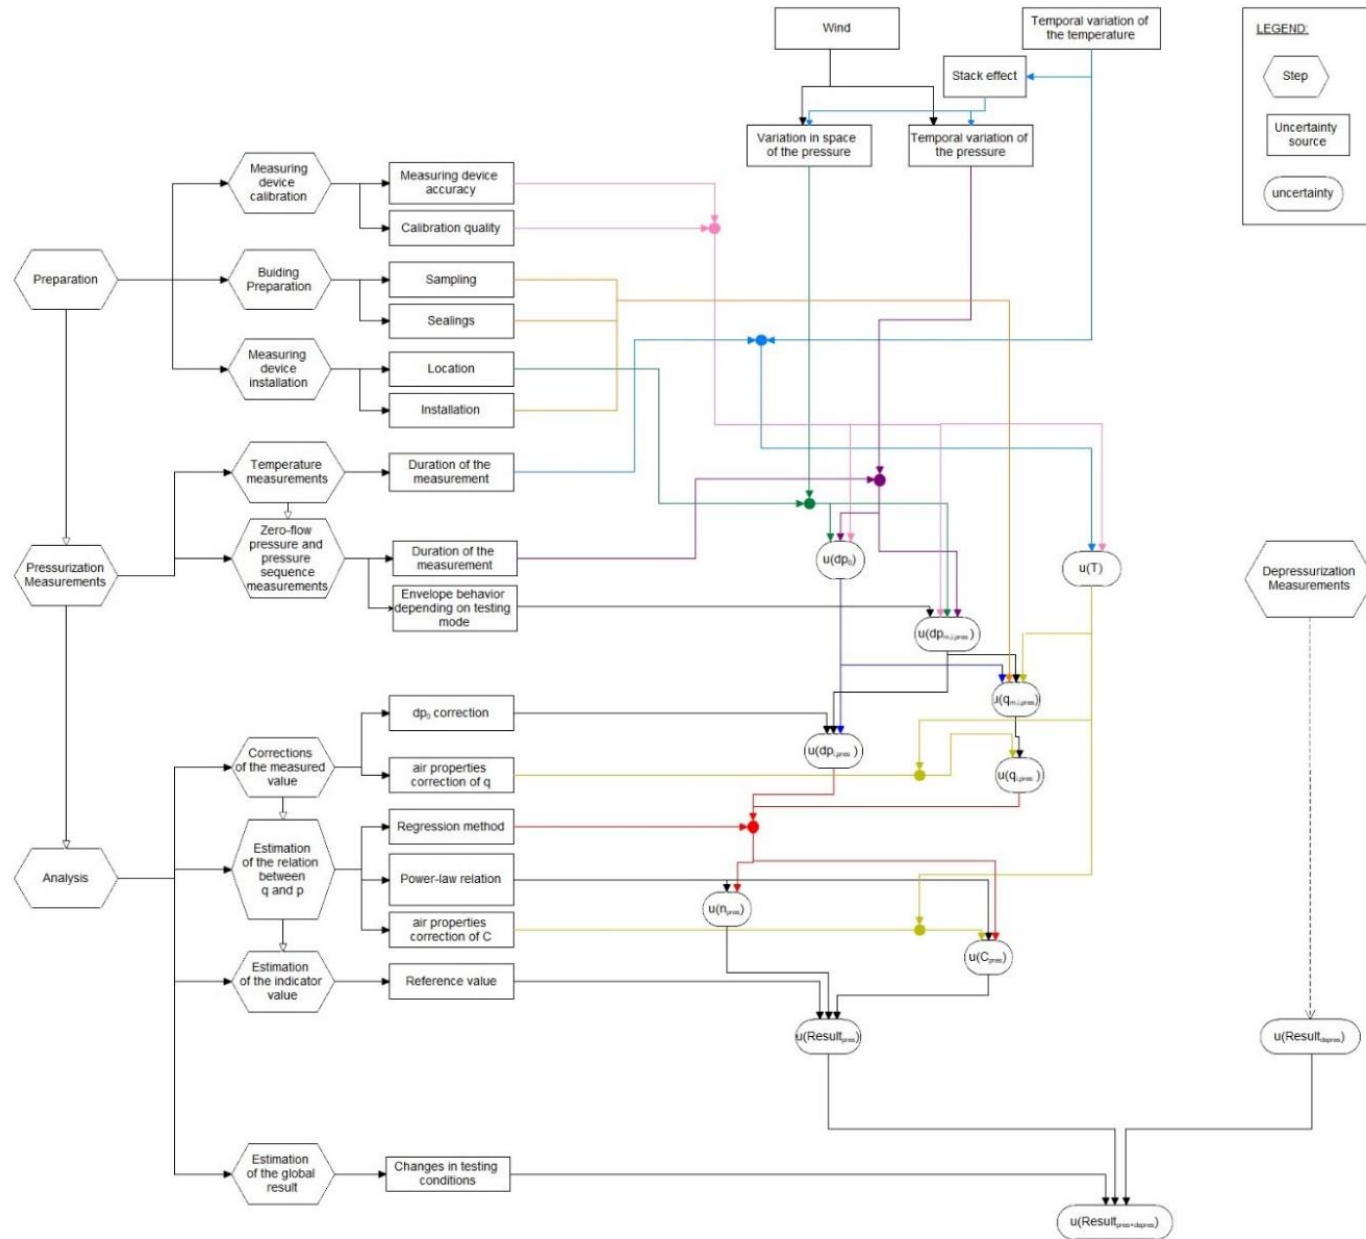 Wind
Temporal variation of
the temperature
LEGEND:
Stack effect
Step
Variation in space
of the pressure
Temporal variation of
the pressure
Uncertainty
source
uncertainty
Measuring
device
calibration
Measuring device
accuracy
Calibration quality
Preparation
Buiding
Preparation
Sampling
Sealings
Measuring
device
installation
Location
Installation
Temperature
measurements
Duration of the
measurement
Pressurization
Measurements
Zero-flow
pressure and
pressure
sequence
measurements
Duration of the
measurement
Envelope behavior
depending on testing
mode
u(dp0)
u(T)
Depressurization
Measurements
u(dpm,i,pres)
u(qm,i,pres)
dp0 correction
Corrections
of the measured
value
air properties
correction of q
u(dpi,pres)
u(qi,pres)
Analysis
Estimation
of the relation
between
q and p
Regression method
Power-law relation
air properties
correction of C
u(npres)
u(Cpres)
Estimation
of the indicator
value
Reference value
u(Resultpres)
u(Resultdepres)
Estimation
of the global
result
Changes in testing
conditions
u(Resultpres+depres)